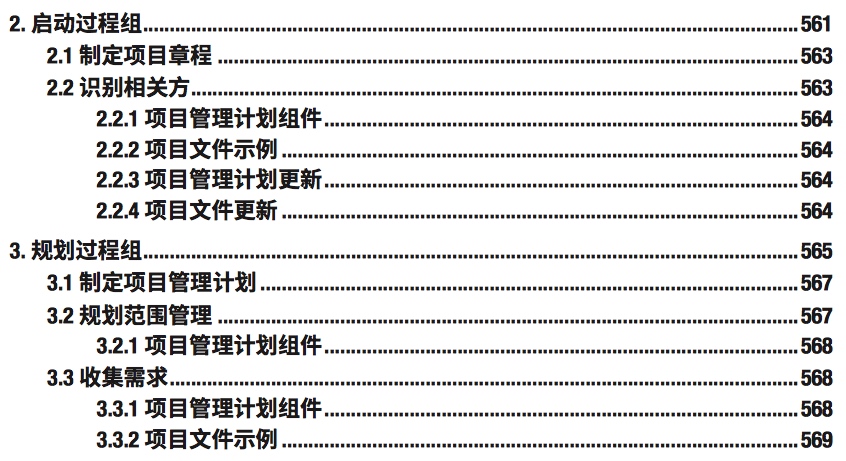 2. 启动过程组........................................561
2.1 制定项目章程........................................563
2.2 识别相关方........................................563
2.2.1 项目管理计划组件........................................564
2.2.2 项目文件示例........................................564
2.2.3 项目管理计划更新........................................564
2.2.4 项目文件更新........................................564
3. 规划过程组........................................565
3.1 制定项目管理计划........................................567
3.2 规划范围管理........................................567
3.2.1 项目管理计划组件........................................568
3.3 收集需求........................................568
3.3.1 项目管理计划组件........................................568
3.3.2 项目文件示例........................................569